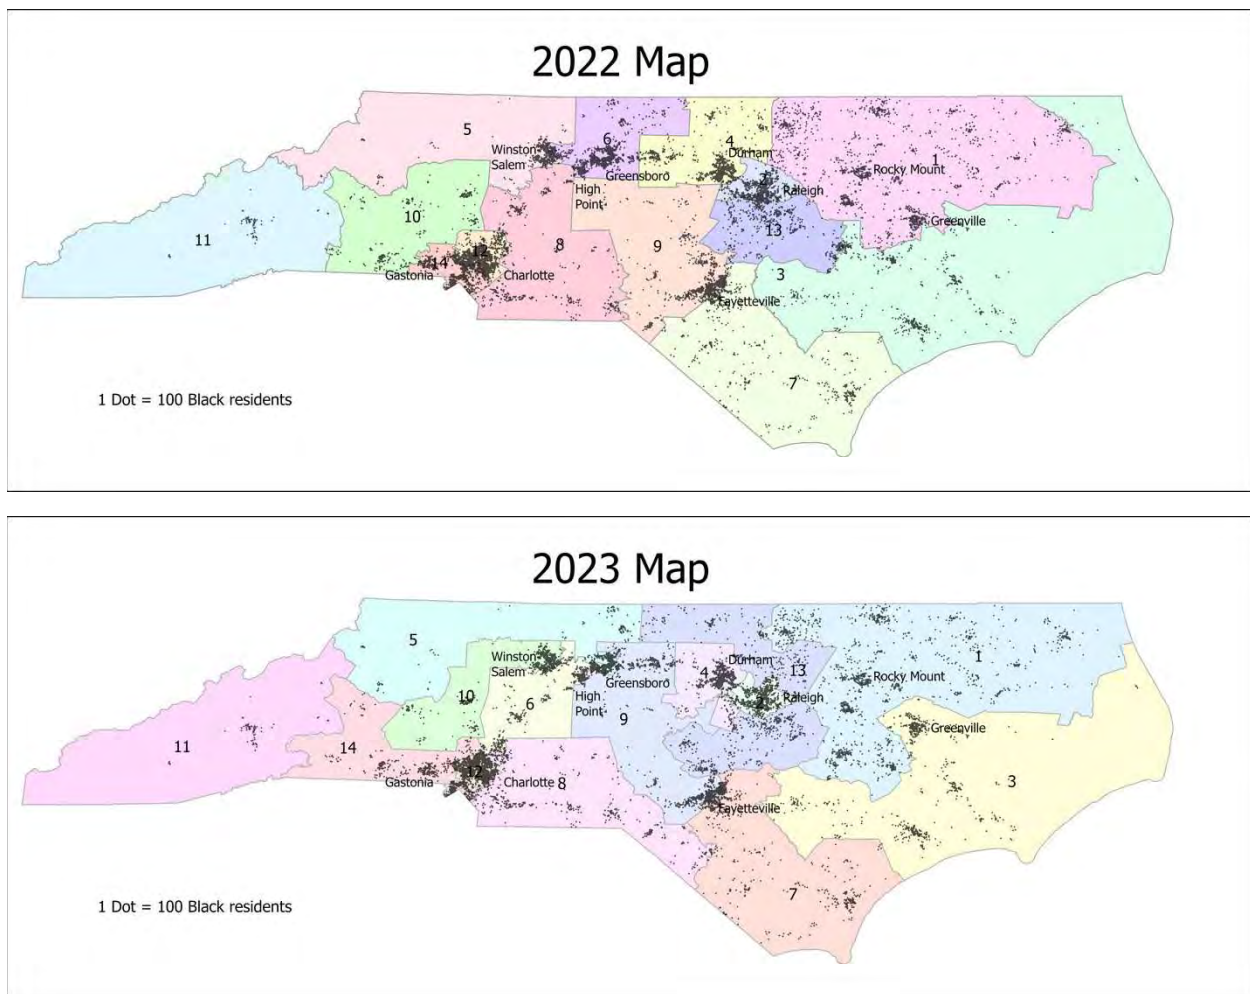 2022 Map
5
6
4
Durham
Winston
Salem
Greensboro
High
Point
1
Rocky Mount
2
Raleigh
Greenville
10
11
8
9
13
12
14
Gastonia
Charlotte
3
Fayetteville
7
1 Dot = 100 Black residents
2023 Map
5
Winston
Salem
Durham
4
13
1
Greensboro
Rocky Mount
High
Point
10
6
9
2
Raleigh
Greenville
11
14
12
Gastonia
Charlotte
8
3
Fayetteville
7
1 Dot = 100 Black residents